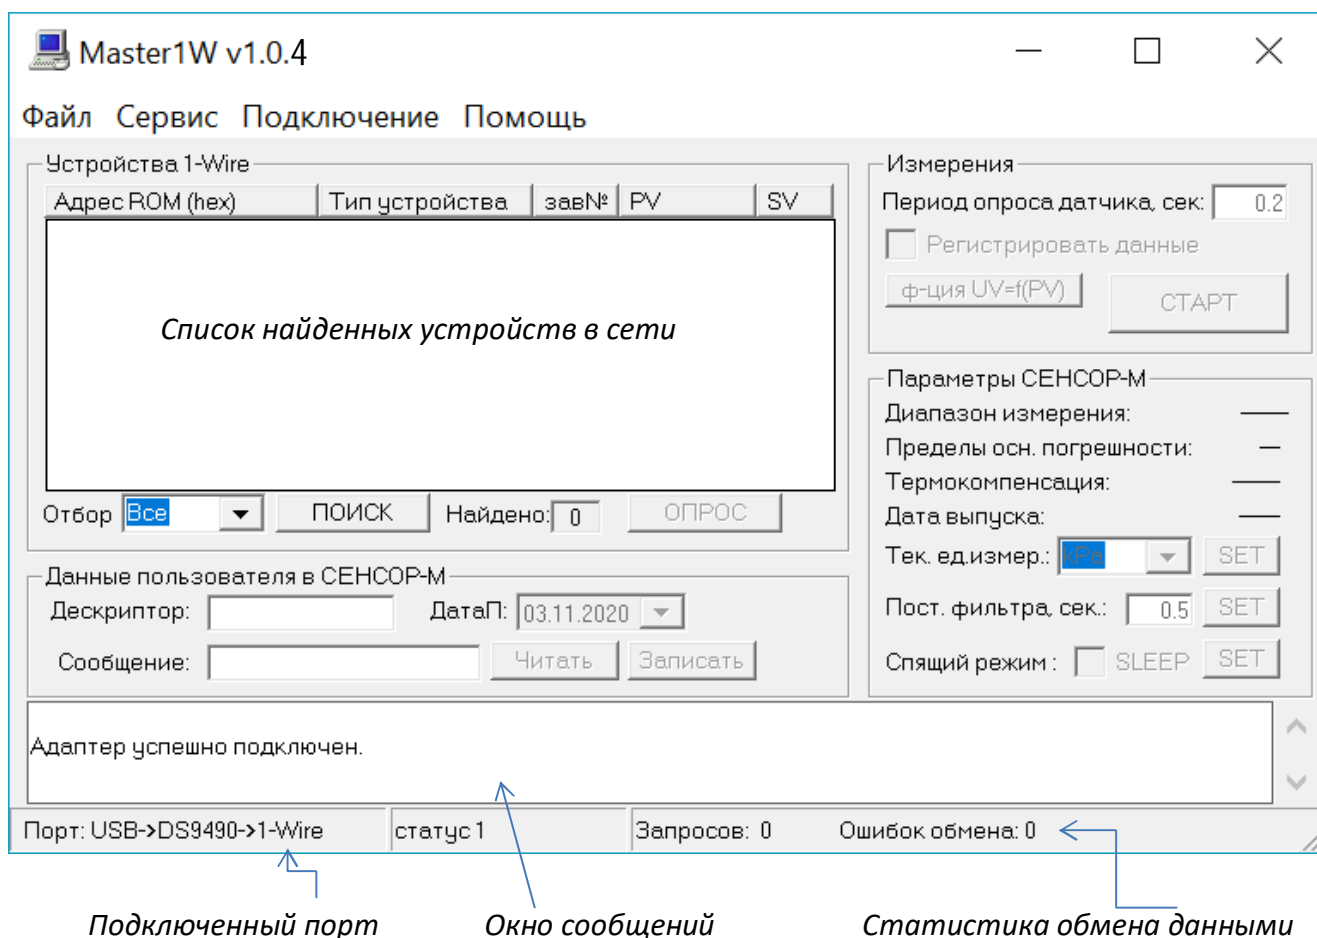 Master1W v1.0.4
Файл Сервис Подключение Помощь
Устройства 1-Wire
Адрес ROM (hex) Тип устройства зав№ PV SV
Список найденных устройств в сети
Отбор Все ПОИСК Найдено: 0 ОПРОС
Данные пользователя в СЕНСОР-М
Дескриптор: ДатаП: 03.11.2020
Сообщение: Читать Записать
Измерения
Период опроса датчика, сек: 0.2
Регистрировать данные
ф-ция UV=f(PV) СТАРТ
Параметры СЕНСОР-М
Диапазон измерения: ——
Пределы осн. погрешности: —
Термокомпенсация: ——
Дата выпуска: ——
Тек. ед.измер.: kPa SET
Пост. фильтра, сек.: 0.5 SET
Спящий режим : SLEEP SET
Адаптер успешно подключен.
Порт: USB->DS9490->1-Wire статус 1 Запросов: 0 Ошибок обмена: 0
Подключенный порт Окно сообщений Статистика обмена данными